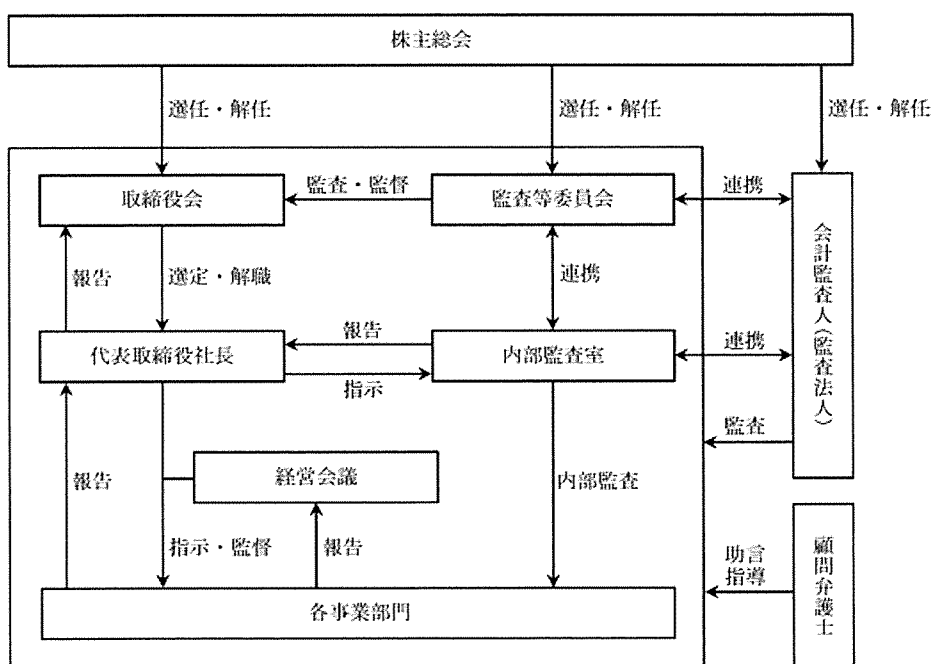 株主総会
選任・解任
選任・解任
選任・解任
取締役会
監査・監督
監査等委員会
連携
会計監査人(監査法人)
報告
選定・解職
連携
代表取締役社長
報告
指示
内部監査室
連携
監査
報告
経営会議
内部監査
指示・監督
報告
助言
指導
顧問弁護士
各事業部門